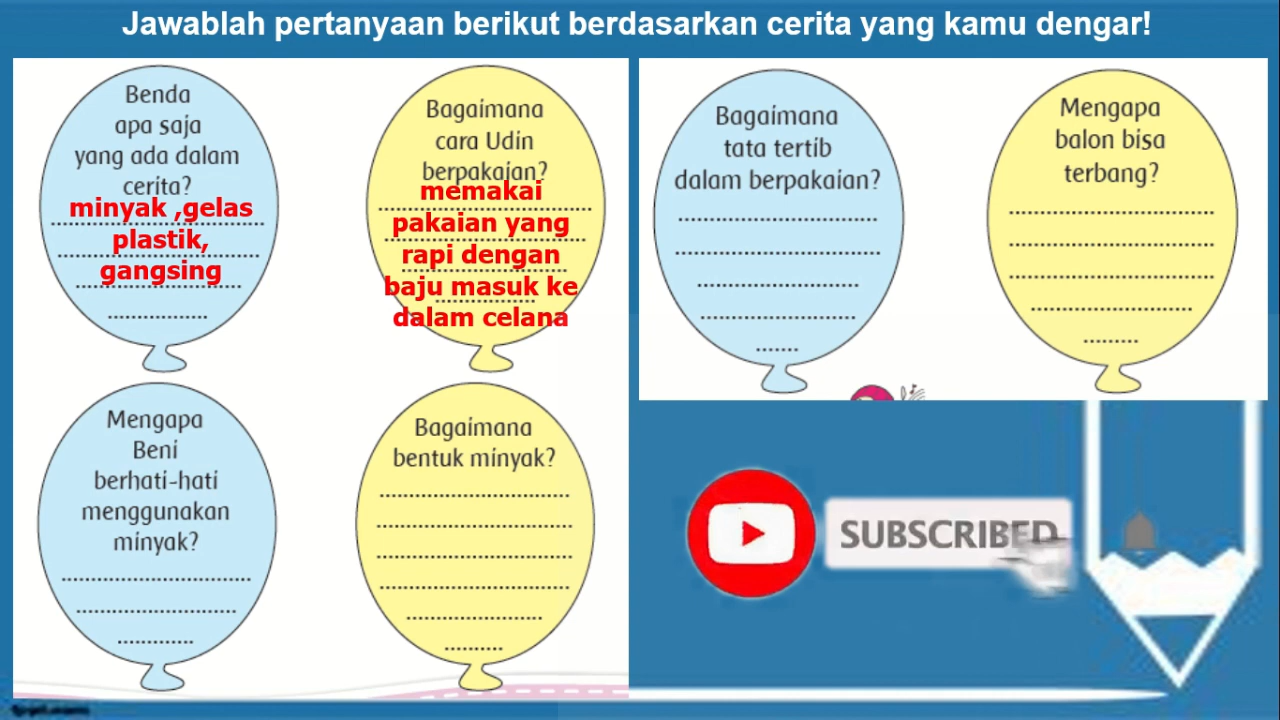 Jawablah pertanyaan berikut berdasarkan cerita yang kamu dengar!
Benda
apa saja
yang ada dalam
cerita?
minyak ,gelas
plastik,
gangsing
Bagaimana
cara Udin
berpakaian?
memakai
pakaian yang
rapi dengan
baju masuk ke
dalam celana
Bagaimana
tata tertib
dalam berpakaian?
Mengapa
balon bisa
terbang?
Mengapa
Beni
berhati-hati
menggunakan
minyak?
Bagaimana
bentuk minyak?
SUBSCRIBED